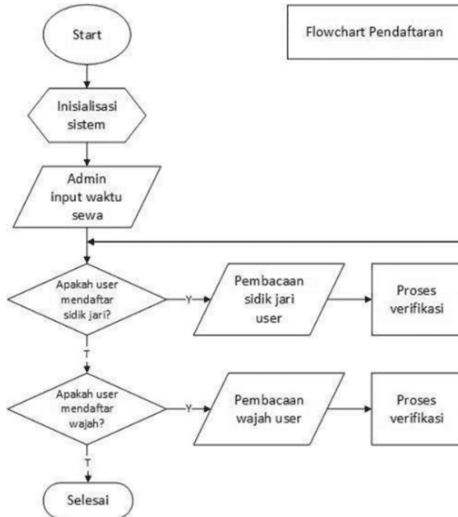 Start
Flowchart Pendaftaran
Inisialisasi
sistem
Admin
input waktu
sewa
Apakah user
mendaftar
sidik jari?
Y
Pembacaan
sidik jari
user
Proses
verifikasi
T
Apakah user
mendaftar
wajah?
Y
Pembacaan
wajah user
Proses
verifikasi
T
Selesai